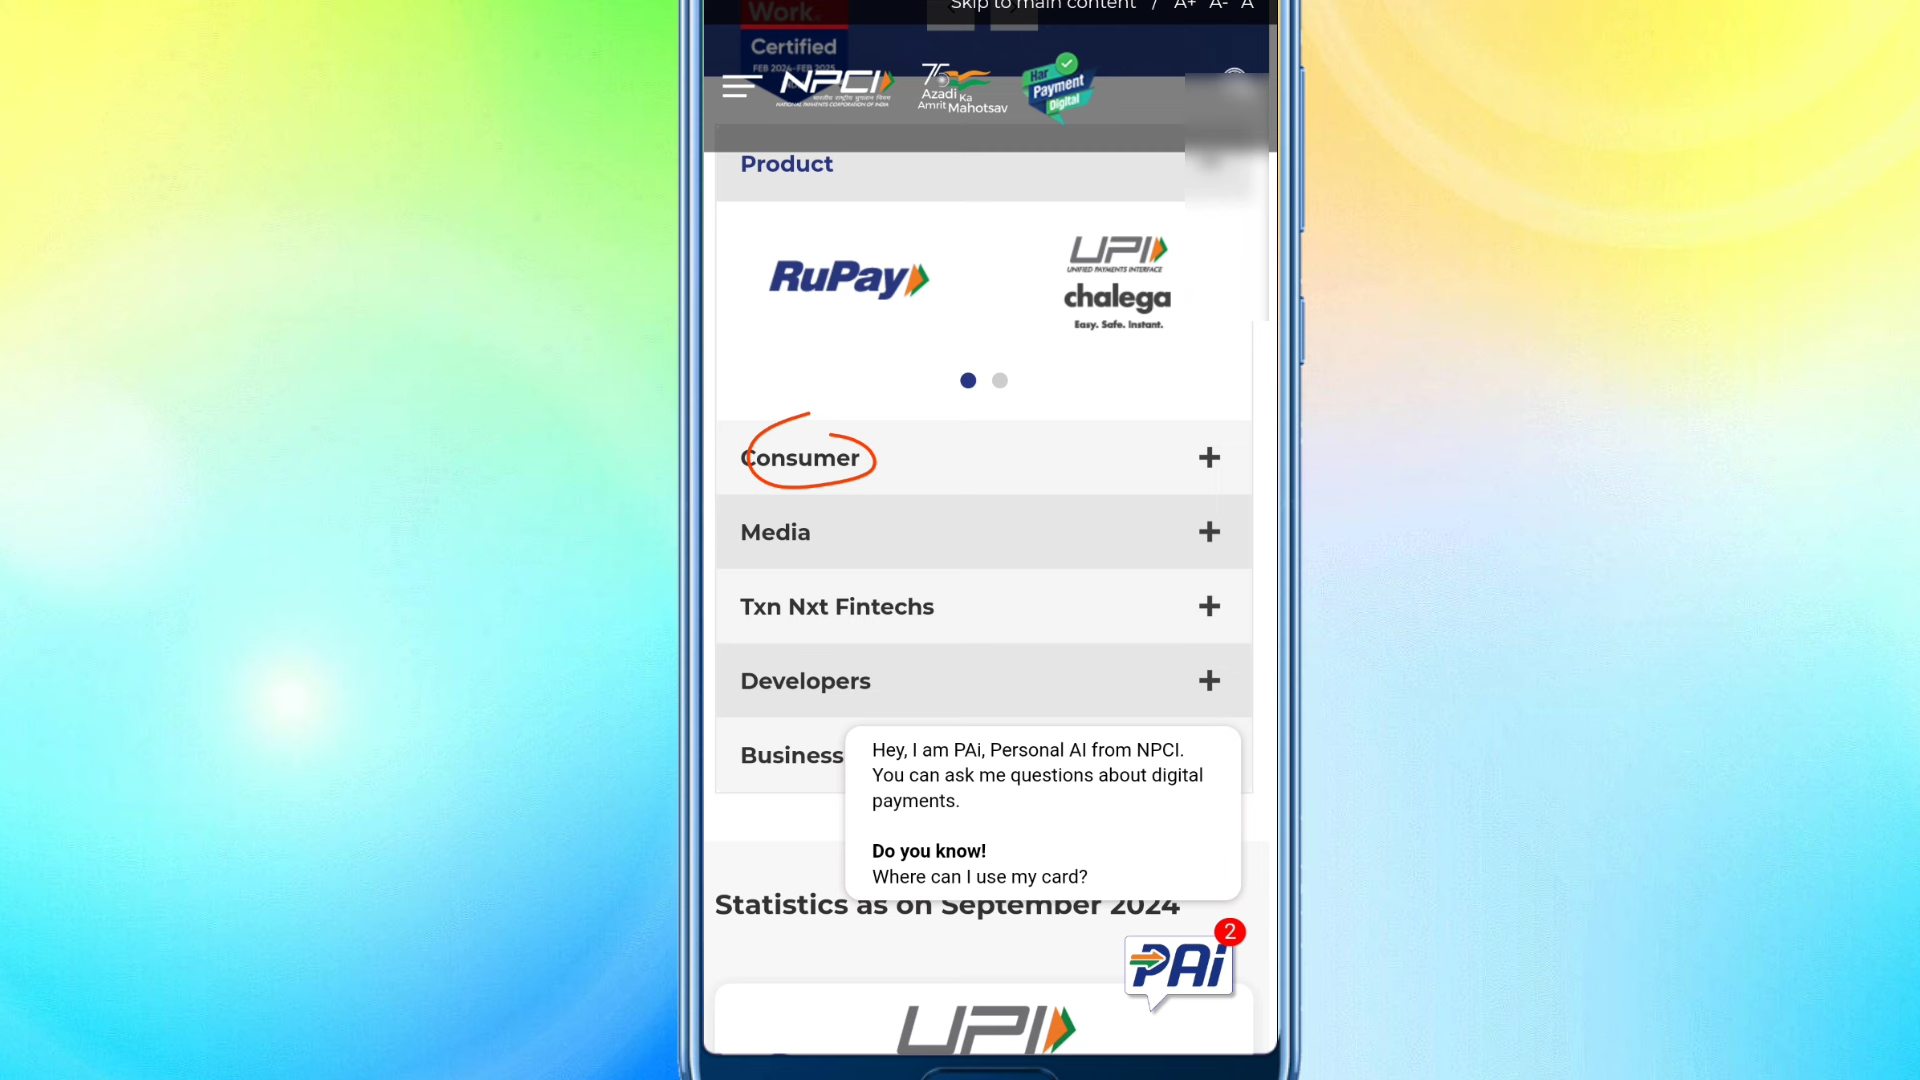 Skip to main content / A+ A- A
Work.
Certified
FEB 2024-FEB 2025
NPCI
NATIONAL PAYMENTS CORPORATION OF INDIA
75
Azadi Ka
Amrit Mahotsav
Har
Payment
Digital
Product
RuPay
UPI
UNIFIED PAYMENTS INTERFACE
chalega
Easy. Safe. Instant.
Consumer +
Media +
Txn Nxt Fintechs +
Developers +
Business
Hey, I am PAi, Personal AI from NPCI.
You can ask me questions about digital
payments.
Do you know!
Where can I use my card?
Statistics as on September 2024
2
PAi
UPI